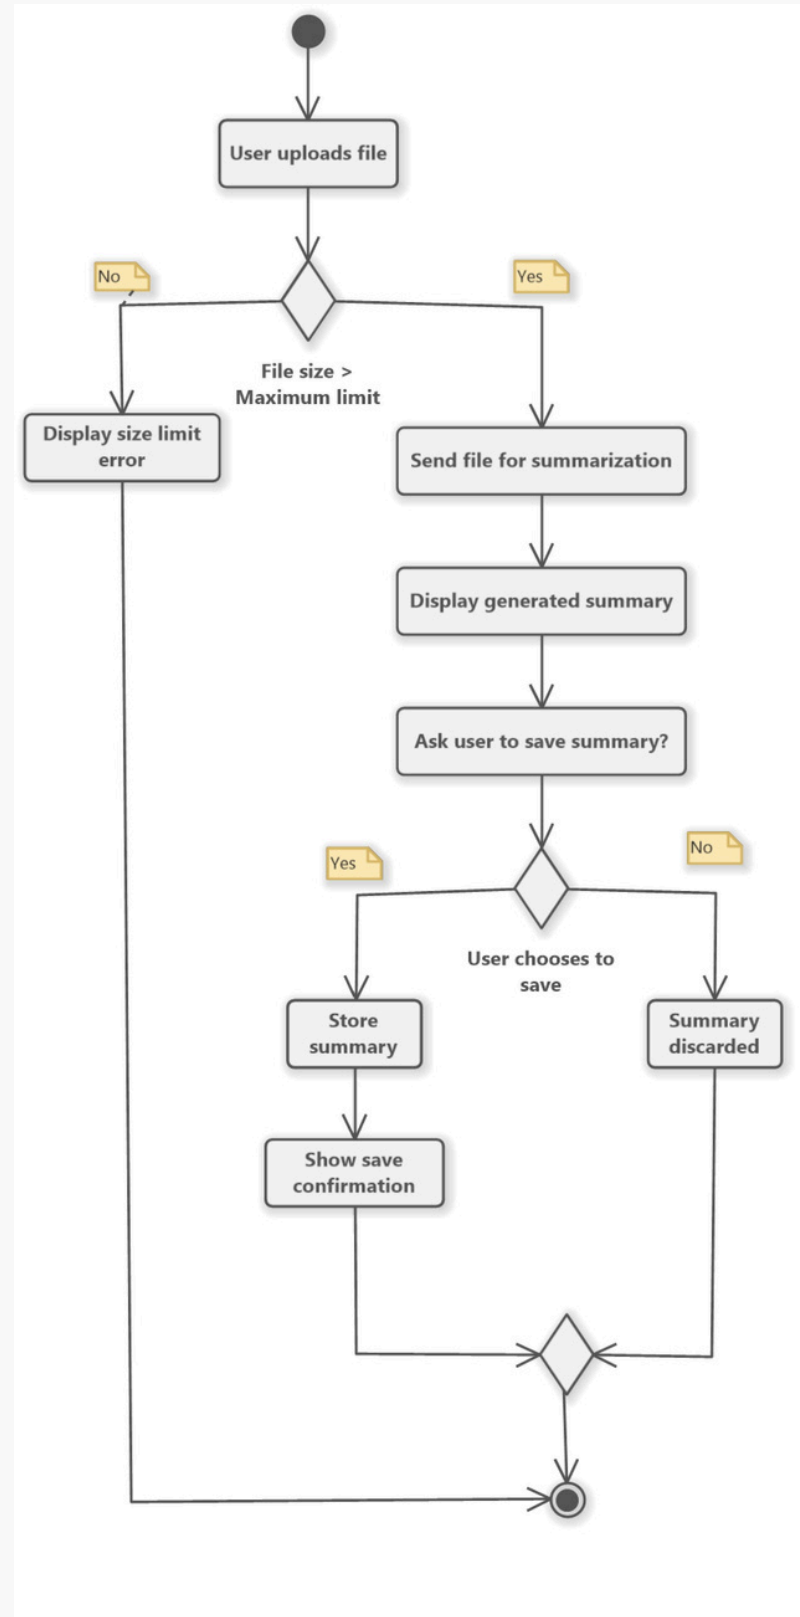 User uploads file
No
Yes
File size >
Maximum limit
Display size limit
error
Send file for summarization
Display generated summary
Ask user to save summary?
Yes
No
User chooses to
save
Store
summary
Summary
discarded
Show save
confirmation